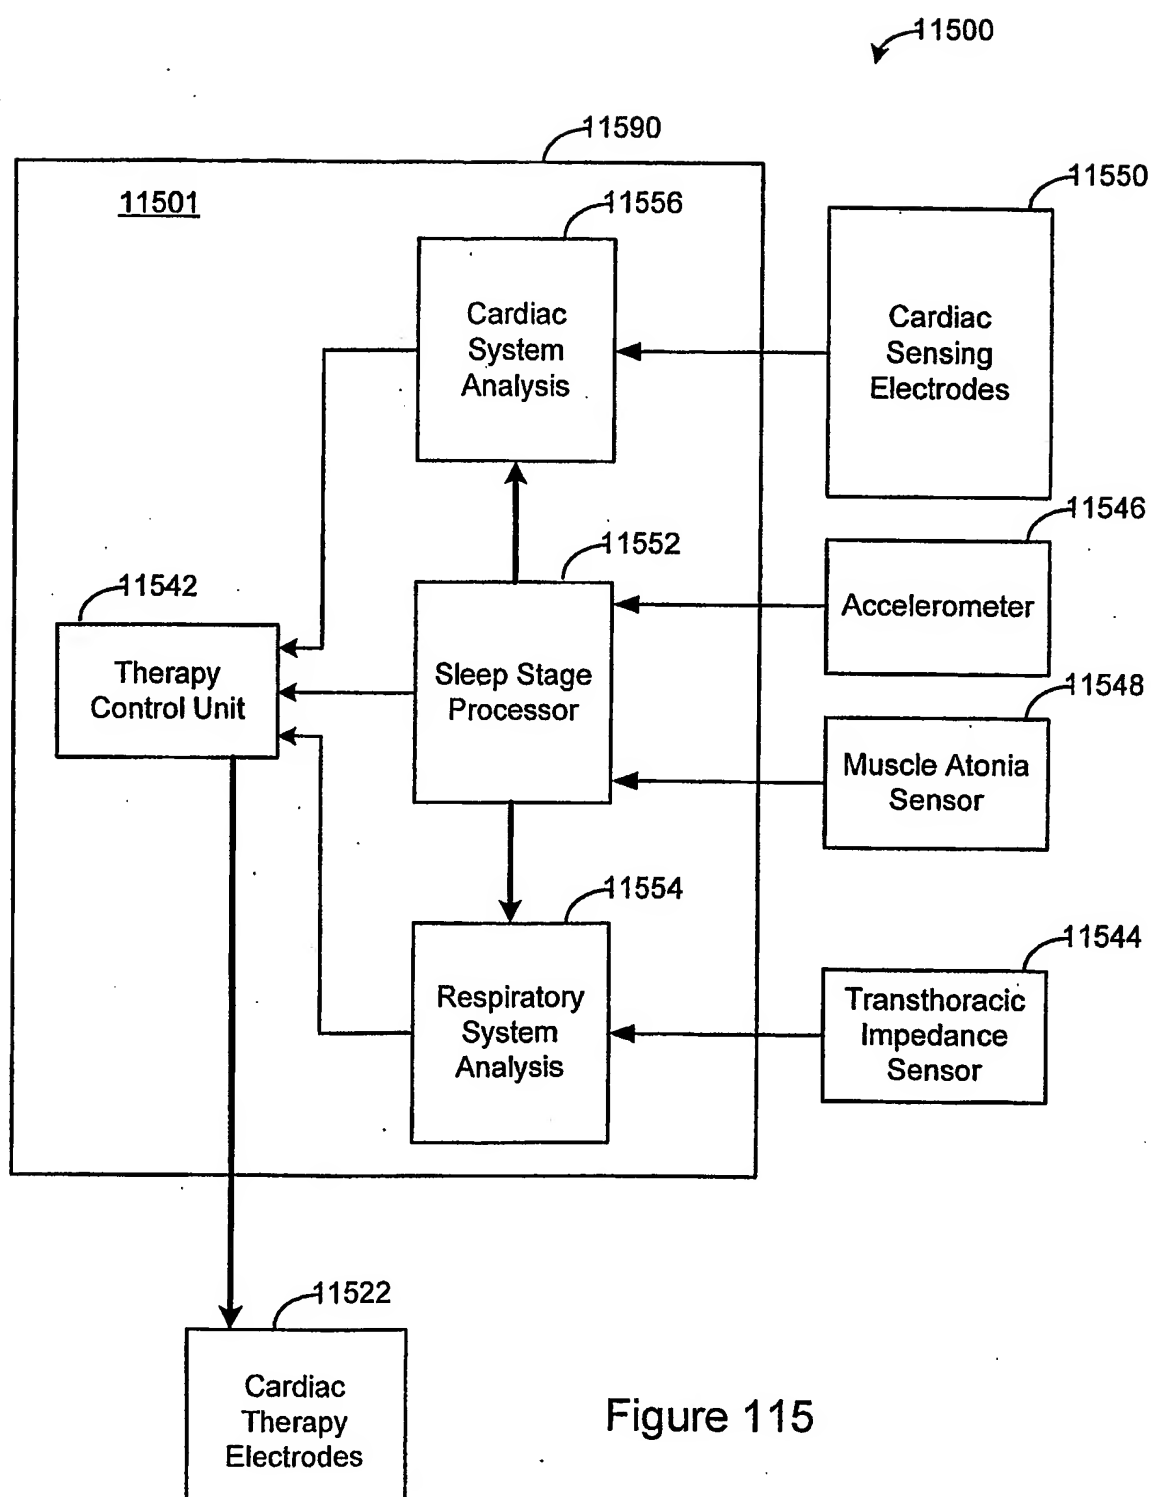 11500
11590
11550
11501
11556
Cardiac
System
Analysis
Cardiac
Sensing
Electrodes
11546
11552
11542
Accelerometer
Therapy
Control Unit
Sleep Stage
Processor
11548
Muscle Atonia
Sensor
11554
11544
Respiratory
System
Analysis
Transthoracic
Impedance
Sensor
11522
Cardiac
Therapy
Electrodes
Figure 115